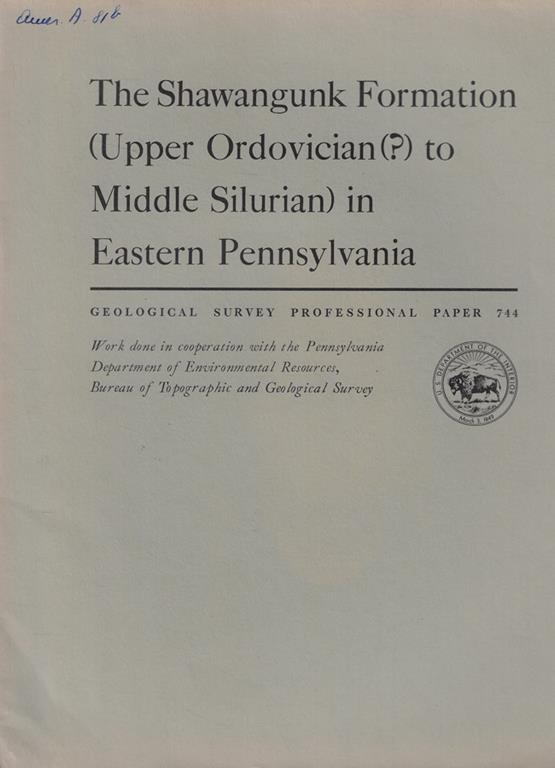 Amer. A. 816
The Shawangunk Formation
(Upper Ordovician(?) to
Middle Silurian) in
Eastern Pennsylvania
GEOLOGICAL SURVEY PROFESSIONAL PAPER 744
Work done in cooperation with the Pennsylvania
Department of Environmental Resources,
Bureau of Topographic and Geological Survey
U. S. DEPARTMENT OF THE INTERIOR
March 3, 1849